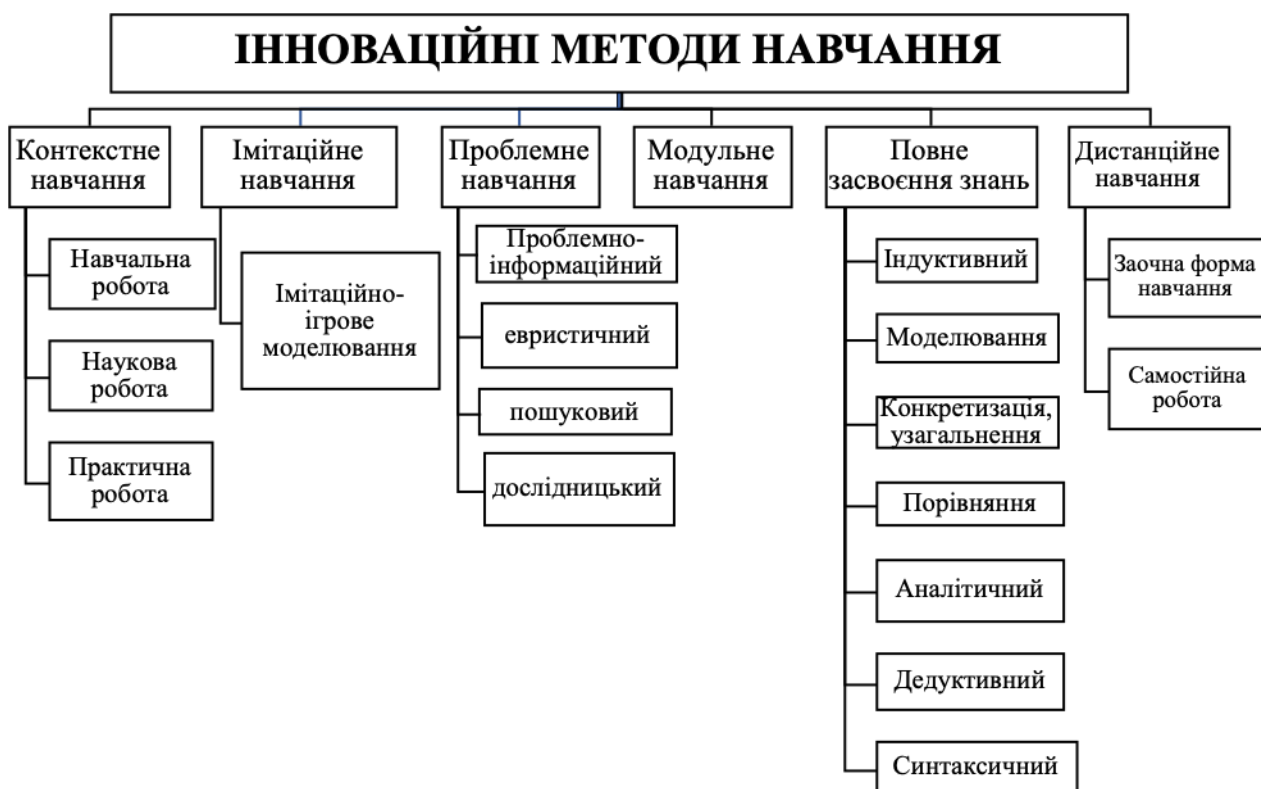 ІННОВАЦІЙНІ МЕТОДИ НАВЧАННЯ
Контекстне
навчання
Навчальна
робота
Наукова
робота
Практична
робота
Імітаційне
навчання
Імітаційно-
ігрове
моделювання
Проблемне
навчання
Проблемно-
інформаційний
евристичний
пошуковий
дослідницький
Модульне
навчання
Повне
засвоєння знань
Індуктивний
Моделювання
Конкретизація,
узагальнення
Порівняння
Аналітичний
Дедуктивний
Синтаксичний
Дистанційне
навчання
Заочна форма
навчання
Самостійна
робота